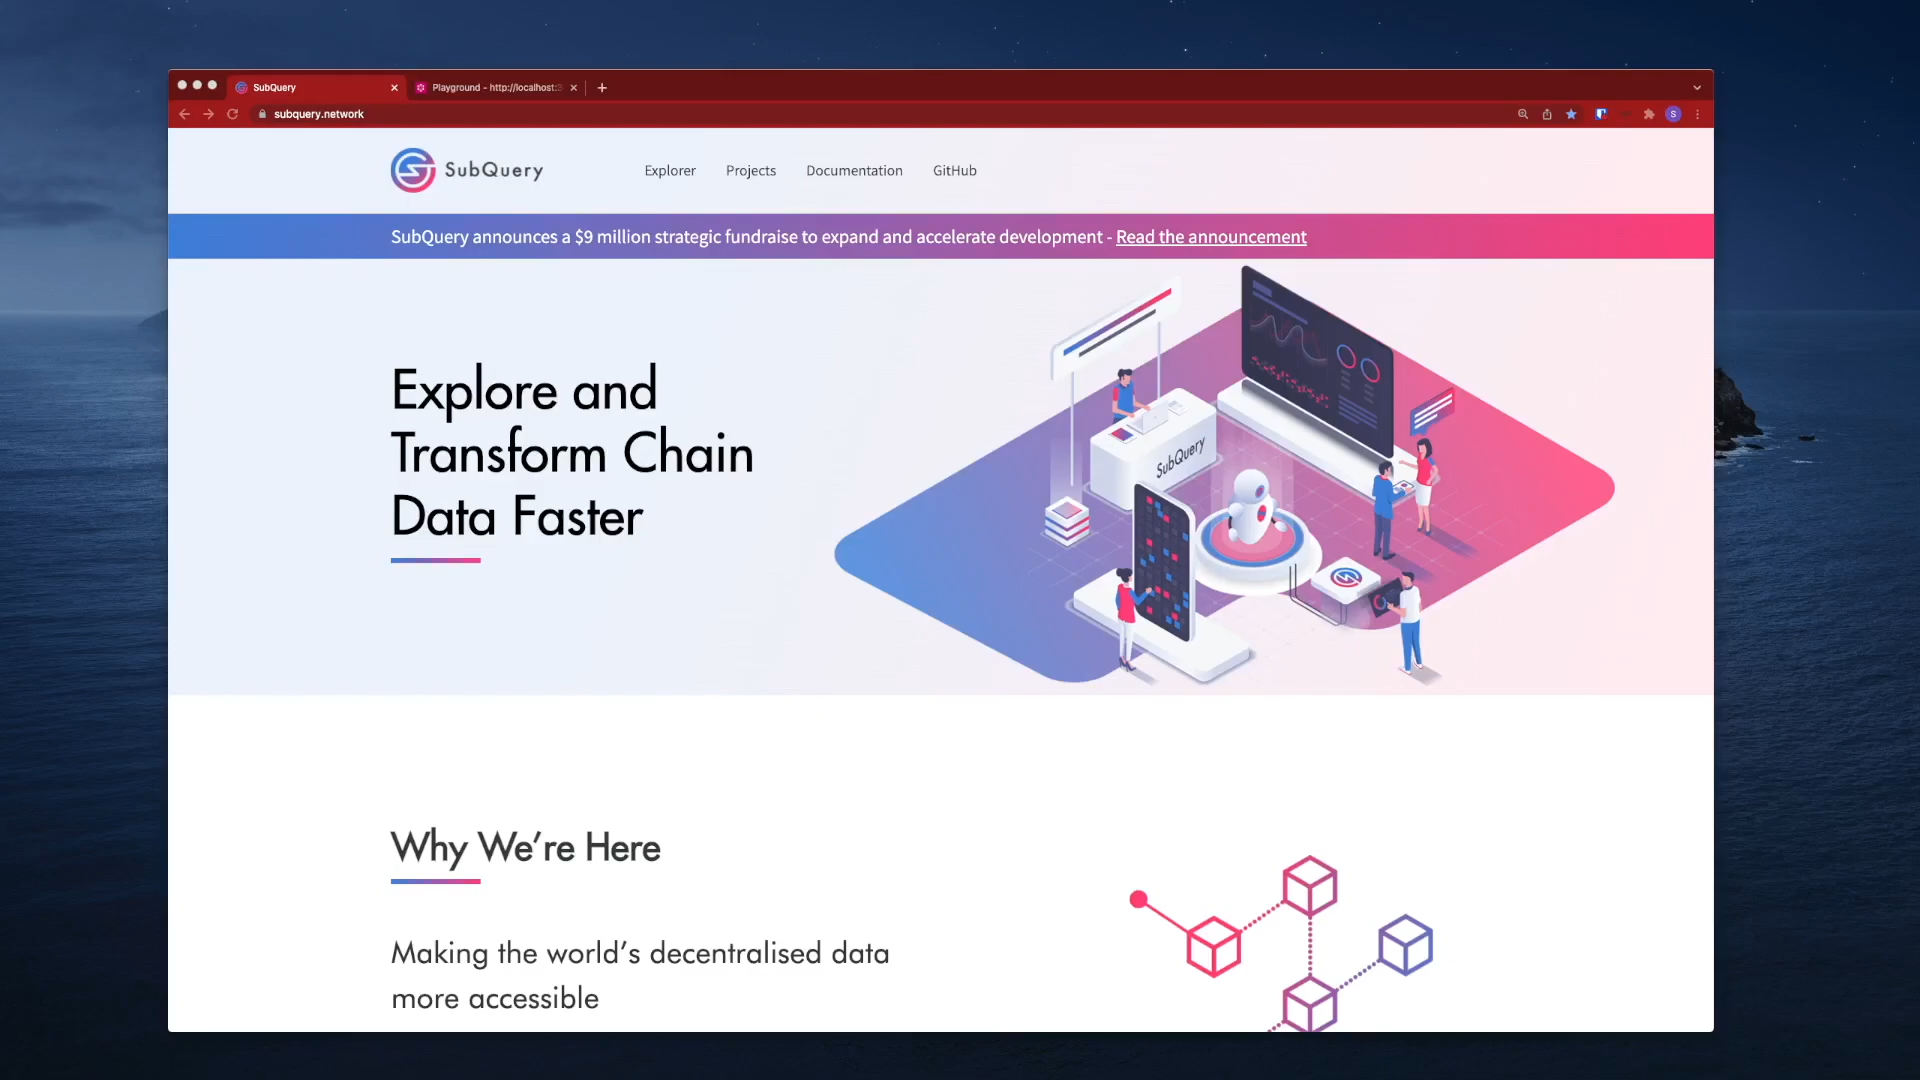 SubQuery
Playground - http://localhost:3
subquery.network
S
SubQuery
Explorer
Projects
Documentation
GitHub
SubQuery announces a $9 million strategic fundraise to expand and accelerate development - Read the announcement
Explore and
Transform Chain
Data Faster
SubQuery
Why We're Here
Making the world's decentralised data
more accessible